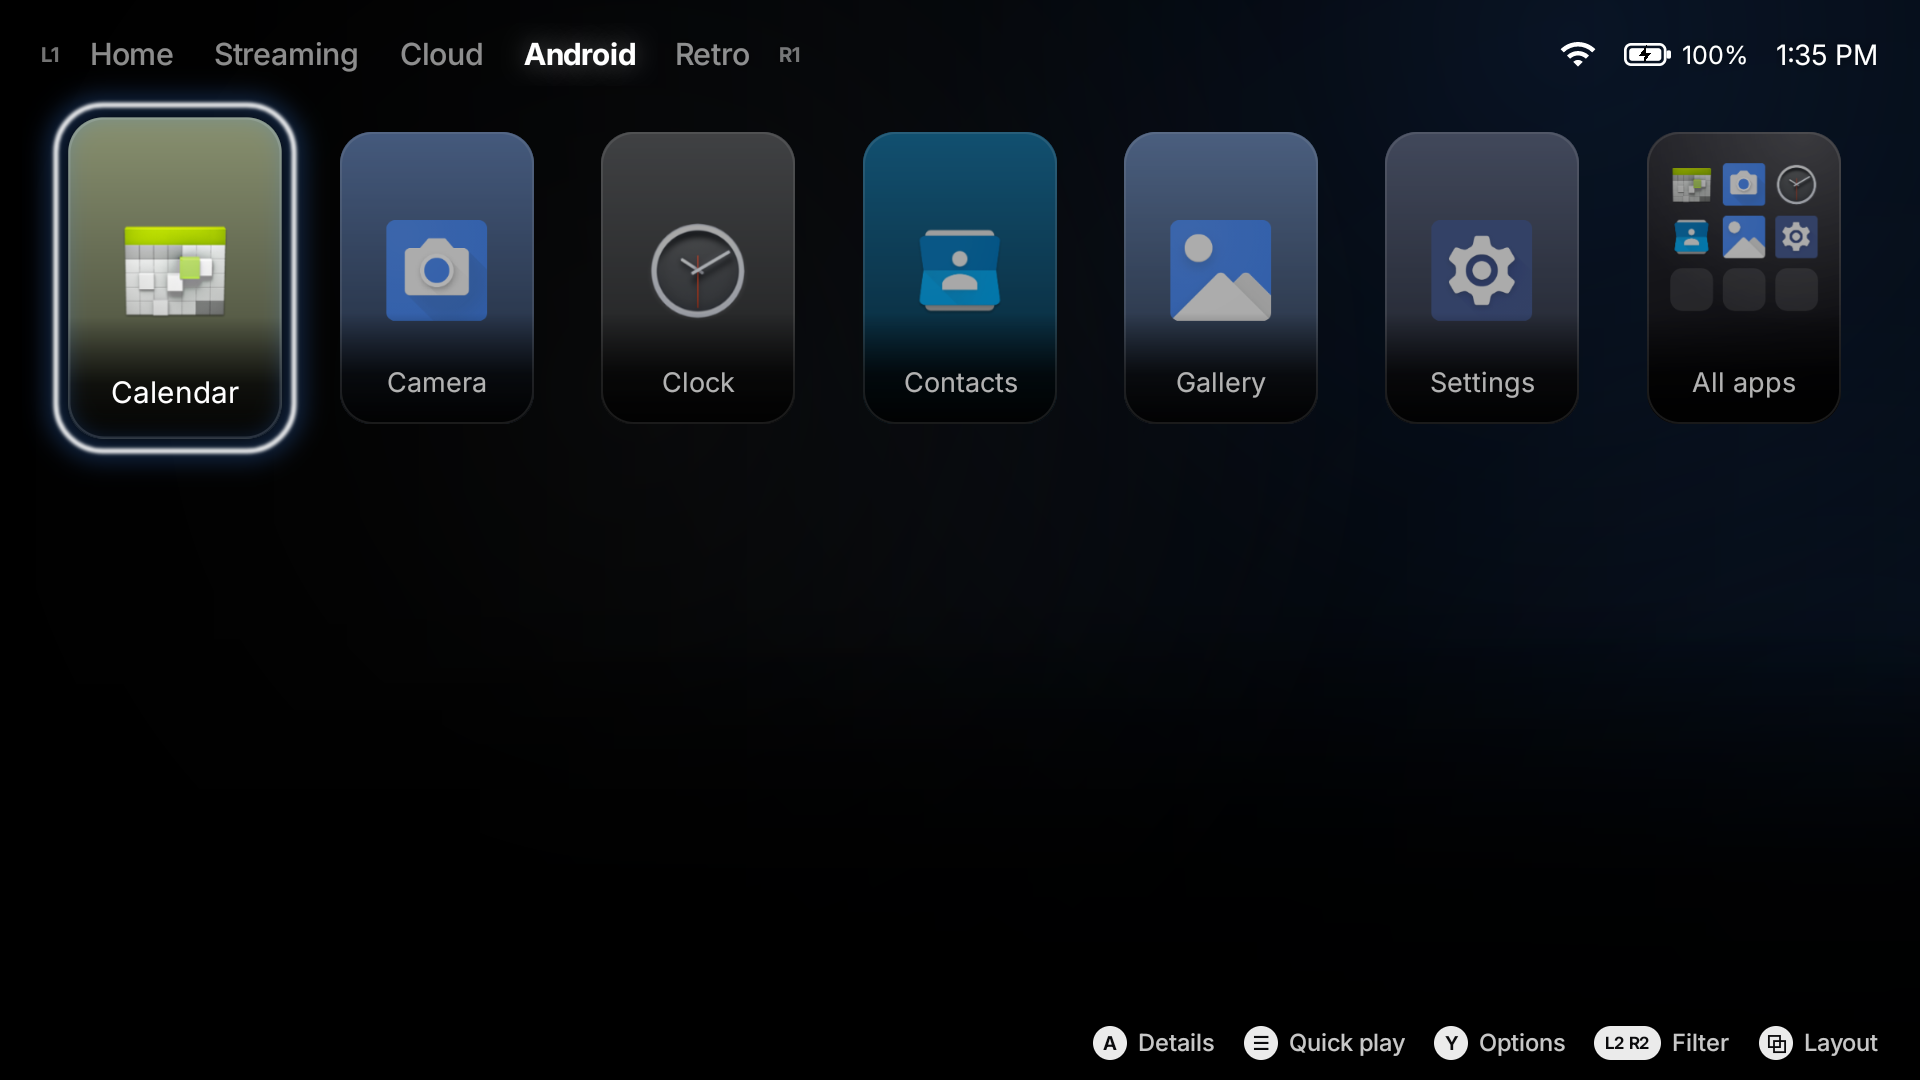 L1 Home Streaming Cloud Android Retro R1 100% 1:35 PM
Calendar Camera Clock Contacts Gallery Settings All apps
A Details Quick play Y Options L2 R2 Filter Layout